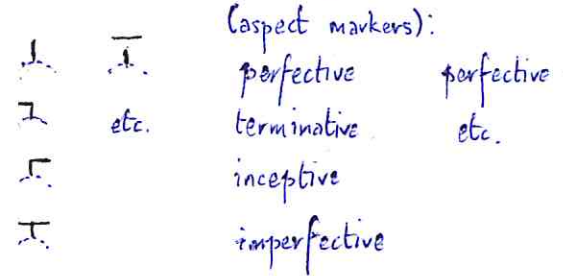 (aspect markers):
perfective perfective
etc. terminative etc.
inceptive
imperfective